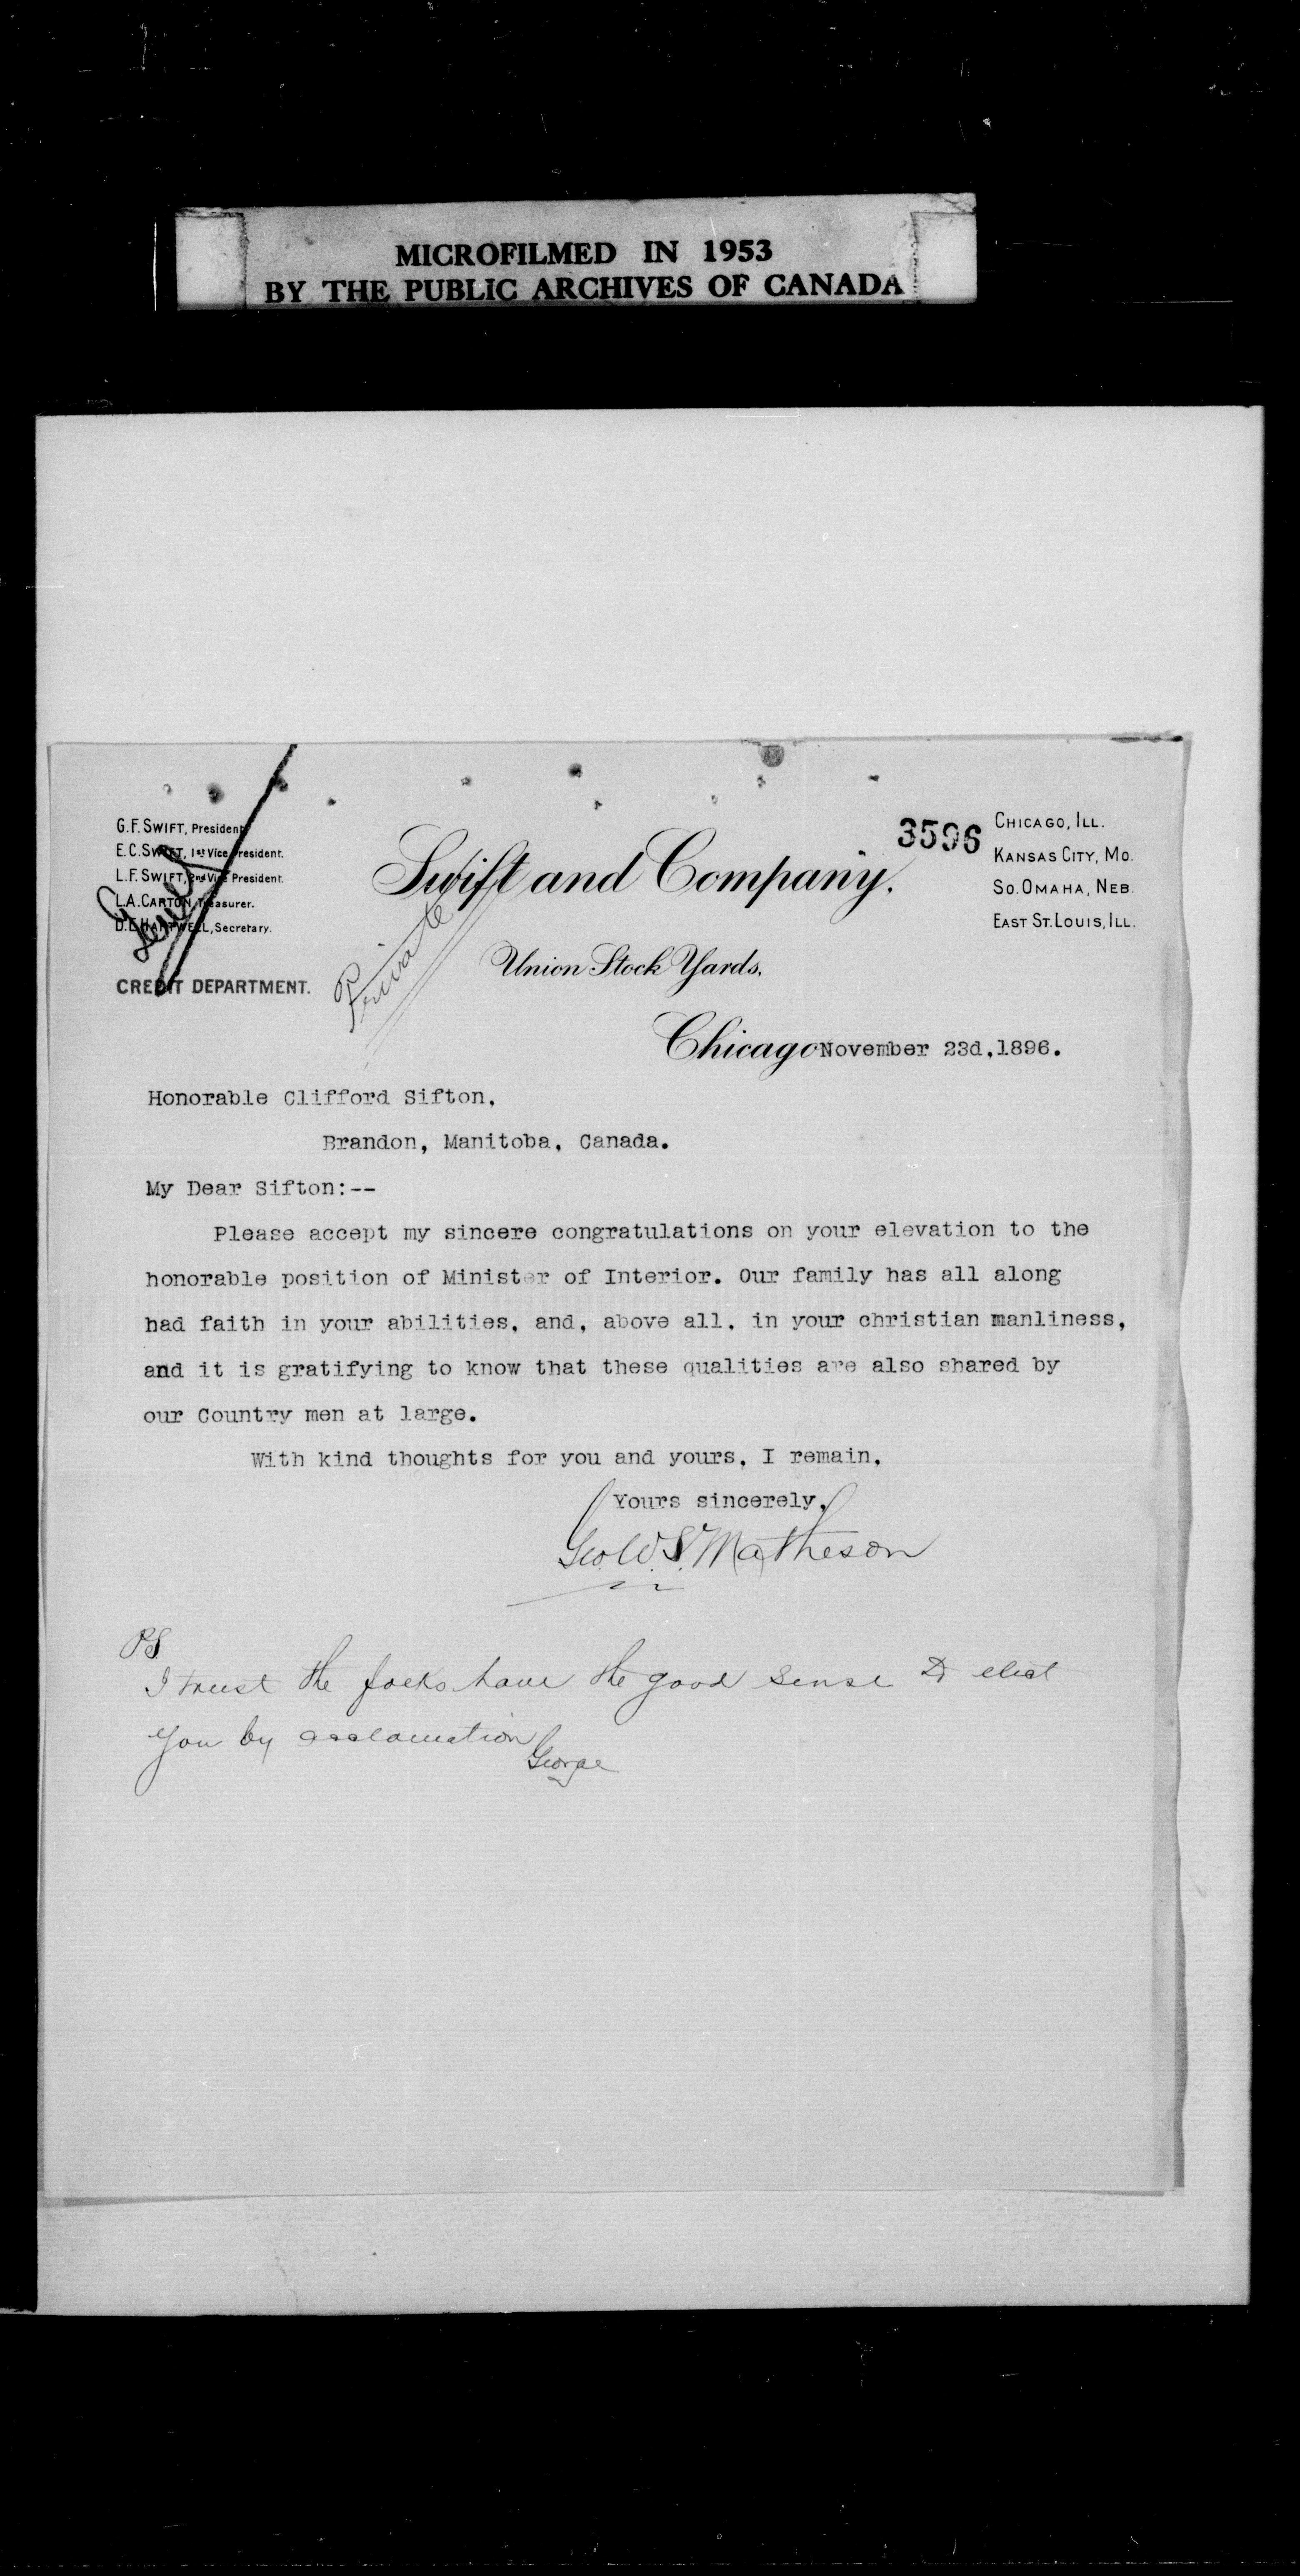 MICROFILMED IN 1953
BY THE PUBLIC ARCHIVES OF CANADA
G.F. SWIFT, President.
E.C. SWIFT, 1st Vice President.
L.F. SWIFT, 2nd Vice President.
L.A. CARTON, Treasurer.
D.E. HARTWELL, Secretary.
CREDIT DEPARTMENT.
Private
Swift and Company.
Union Stock Yards.
3596
CHICAGO, ILL.
KANSAS CITY, MO.
SO. OMAHA, NEB.
EAST ST. LOUIS, ILL.
Chicago November 23d, 1896.
Honorable Clifford Sifton,
Brandon, Manitoba, Canada.
My Dear Sifton:--
Please accept my sincere congratulations on your elevation to the
honorable position of Minister of Interior. Our family has all along
had faith in your abilities, and, above all, in your christian manliness,
and it is gratifying to know that these qualities are also shared by
our Country men at large.
With kind thoughts for you and yours, I remain,
Yours sincerely,
Geo. W. S. Matheson
PS
I trust the folks have the good sense to elect
you by acclamation
George